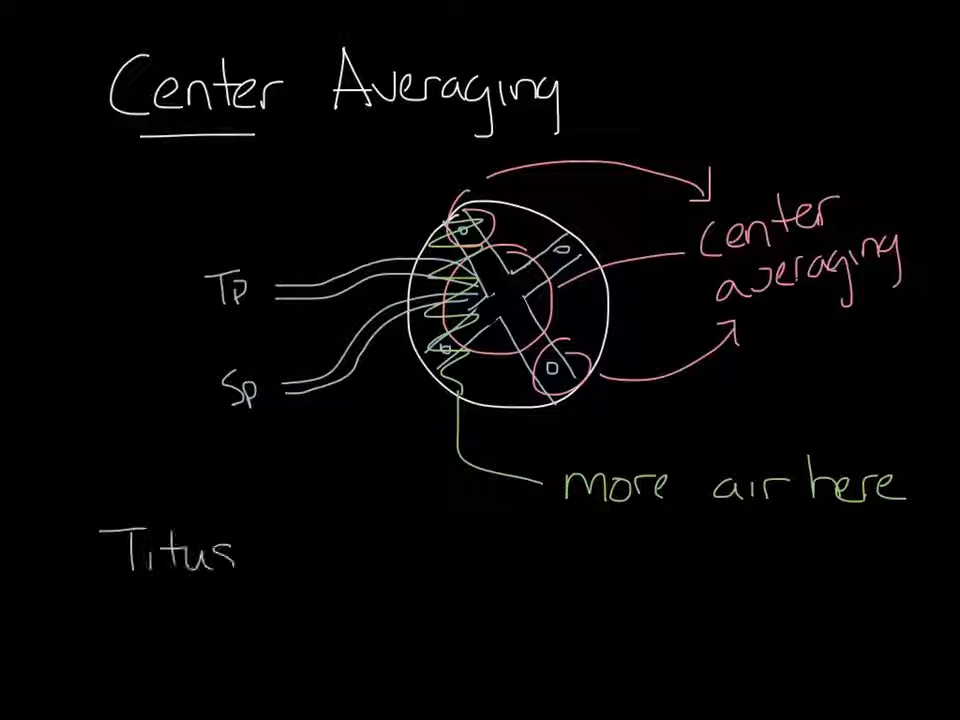 Center Averaging
center
averaging
Tp
Sp
more air here
Titus